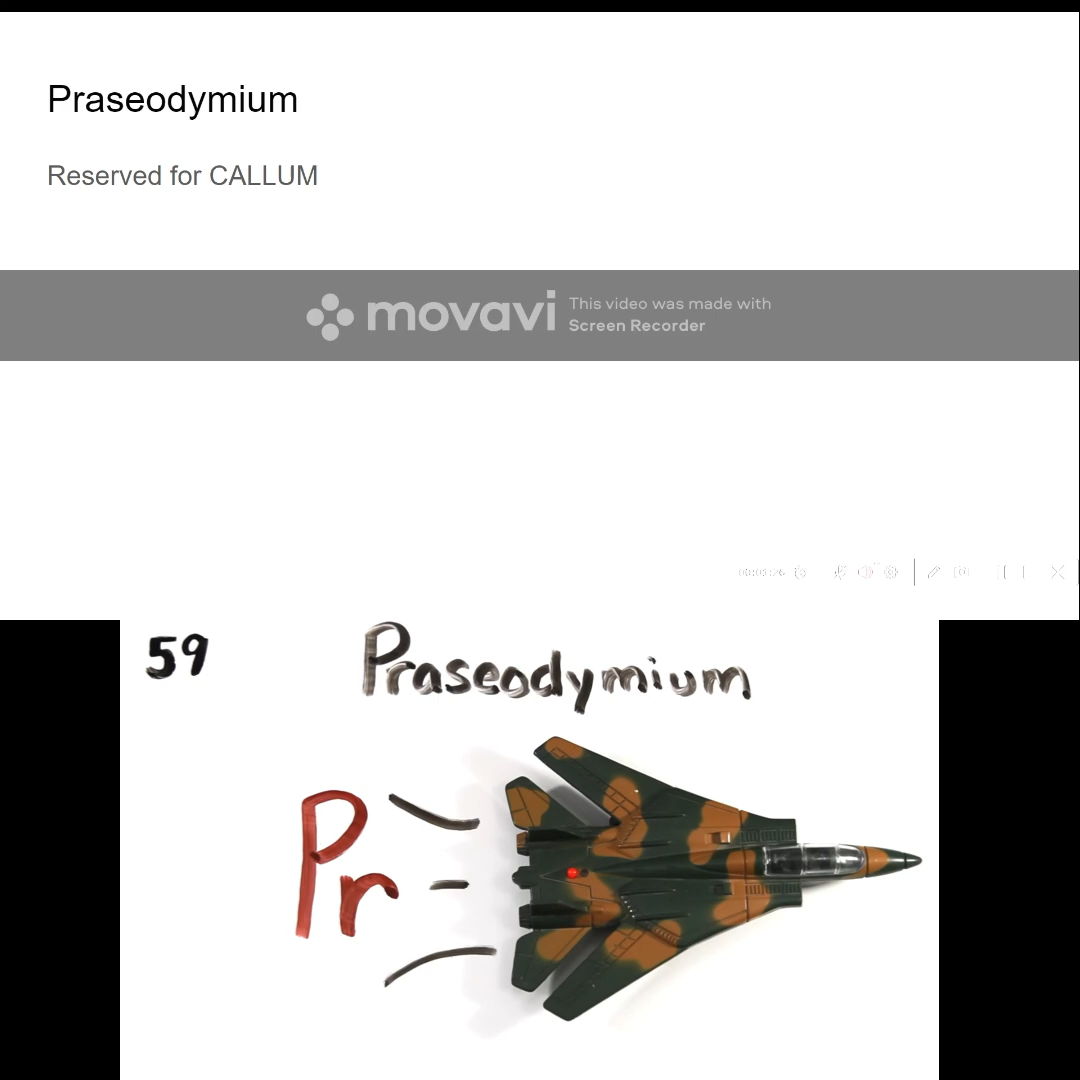 Praseodymium
Reserved for CALLUM
movavi
This video was made with
Screen Recorder
59
Praseodymium
Pr